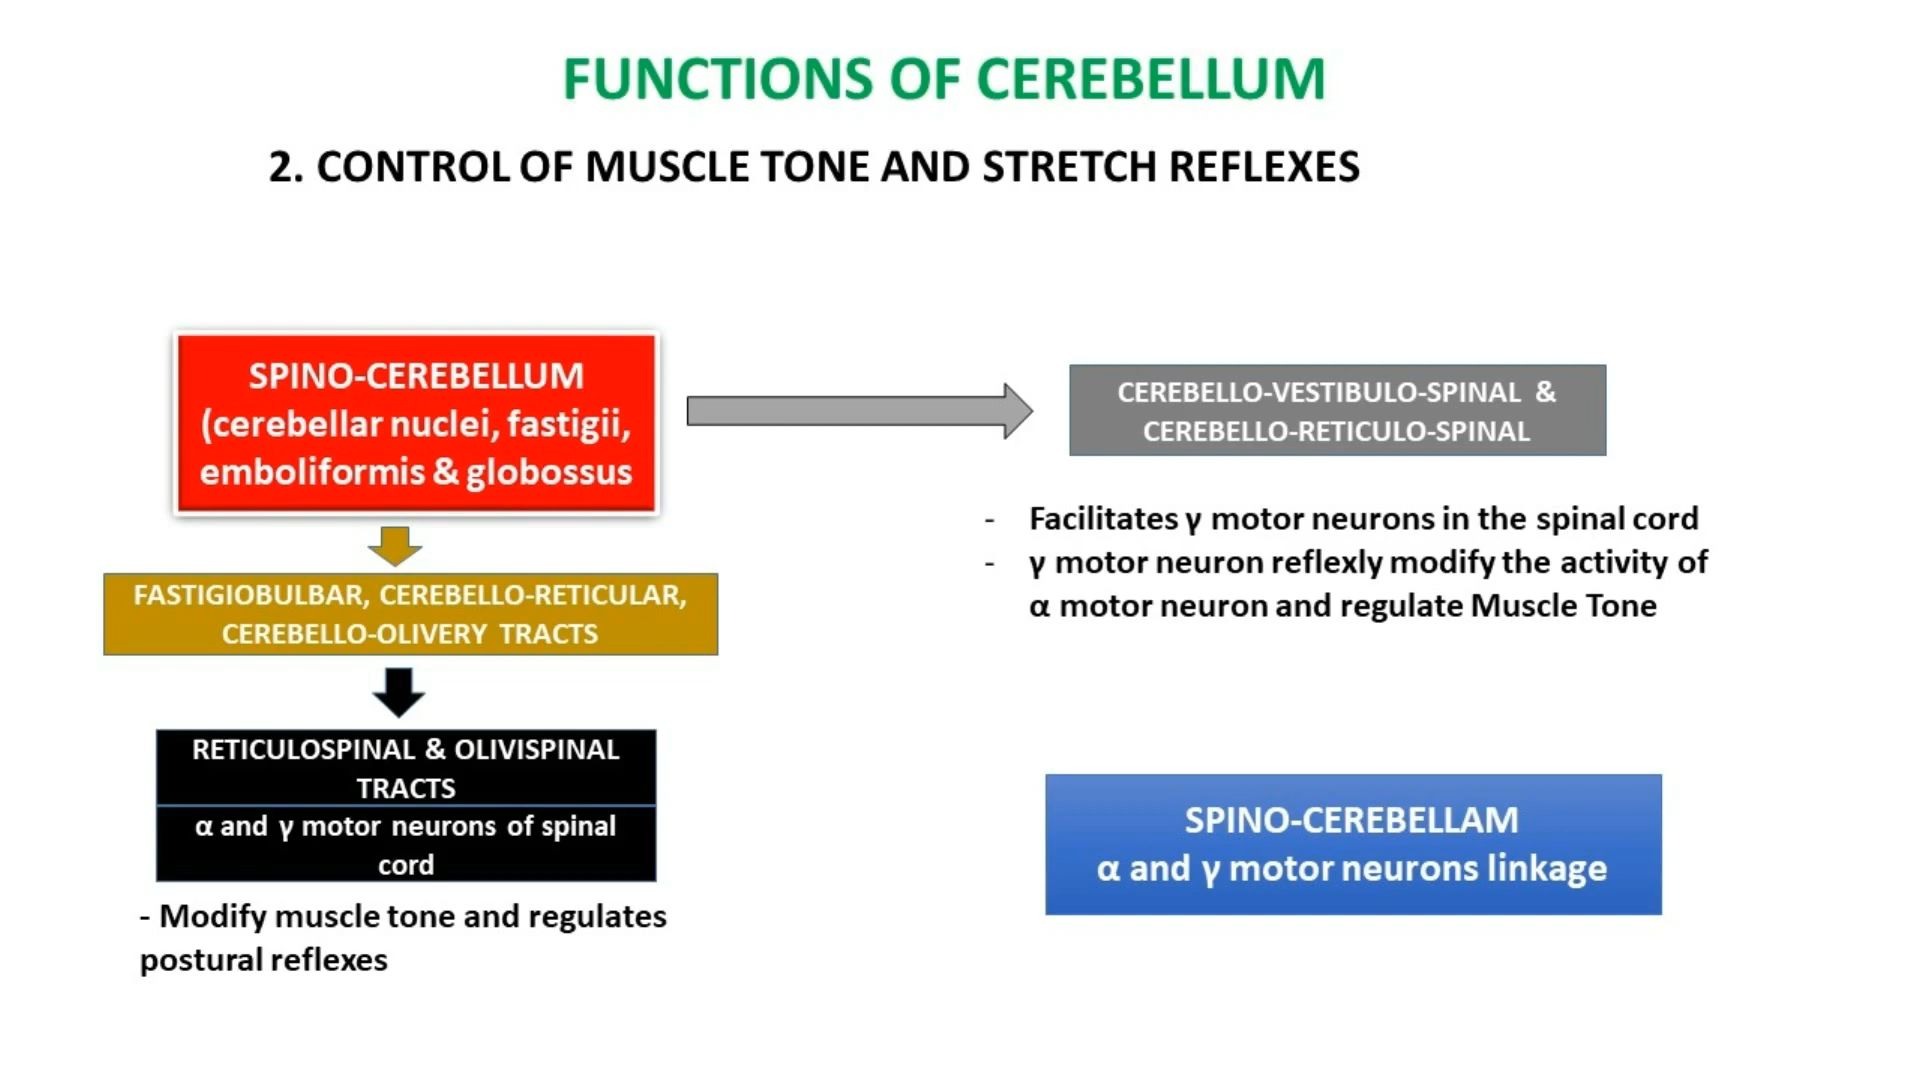 FUNCTIONS OF CEREBELLUM
2. CONTROL OF MUSCLE TONE AND STRETCH REFLEXES
SPINO-CEREBELLUM
(cerebellar nuclei, fastigii,
emboliformis & globossus
FASTIGIOBULBAR, CEREBELLO-RETICULAR,
CEREBELLO-OLIVERY TRACTS
RETICULOSPINAL & OLIVISPINAL
TRACTS
α and γ motor neurons of spinal
cord
- Modify muscle tone and regulates
postural reflexes
CEREBELLO-VESTIBULO-SPINAL &
CEREBELLO-RETICULO-SPINAL
- Facilitates γ motor neurons in the spinal cord
- γ motor neuron reflexly modify the activity of
α motor neuron and regulate Muscle Tone
SPINO-CEREBELLAM
α and γ motor neurons linkage